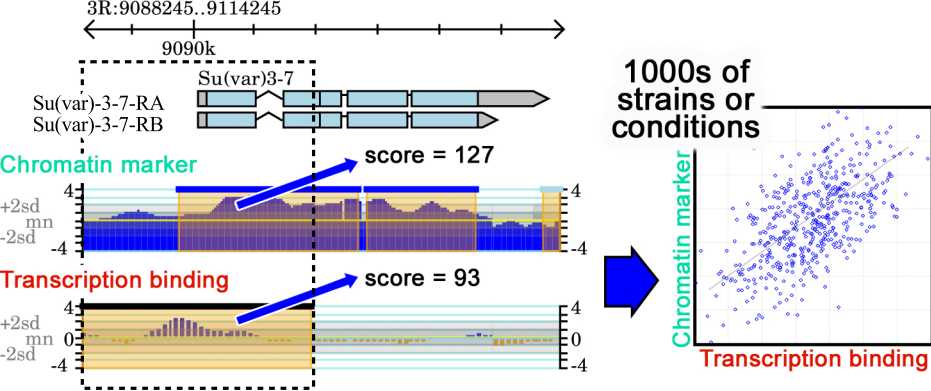 3R:9088245..9114245
9090k
Su(var)3-7
Su(var)-3-7-RA
Su(var)-3-7-RB
Chromatin marker
score = 127
4
+2sd
mn
-2sd
-4
4
0
-4
Transcription binding
score = 93
4
+2sd
mn
-2sd
-4
4
0
-4
1000s of
strains or
conditions
Chromatin marker
Transcription binding